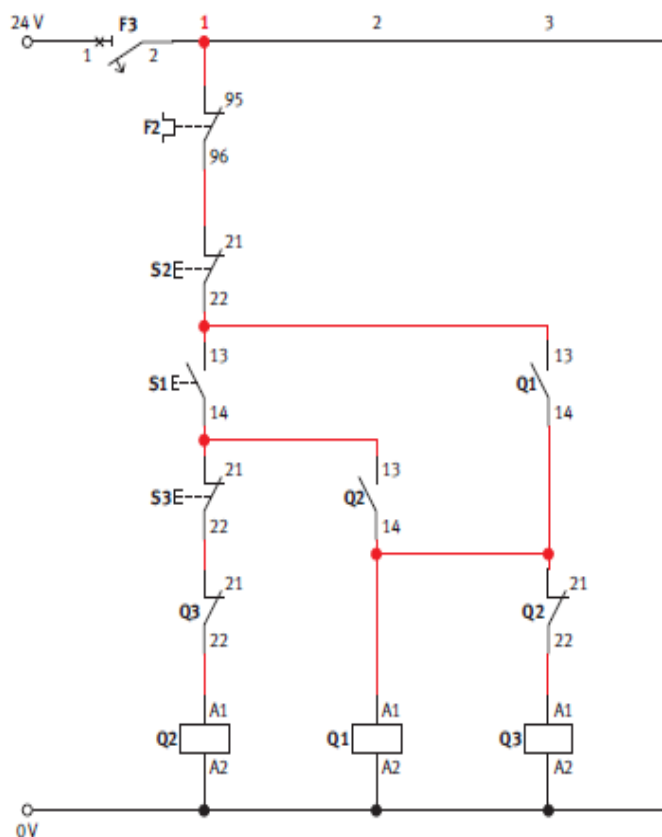 24 V F3 1 2 3
1 2
95
F2
96
21
S2
22
13 13
S1 Q1
14 14
21 13
S3 Q2
22 14
21 21
Q3 Q2
22 22
A1 A1 A1
Q2 Q1 Q3
A2 A2 A2
0V